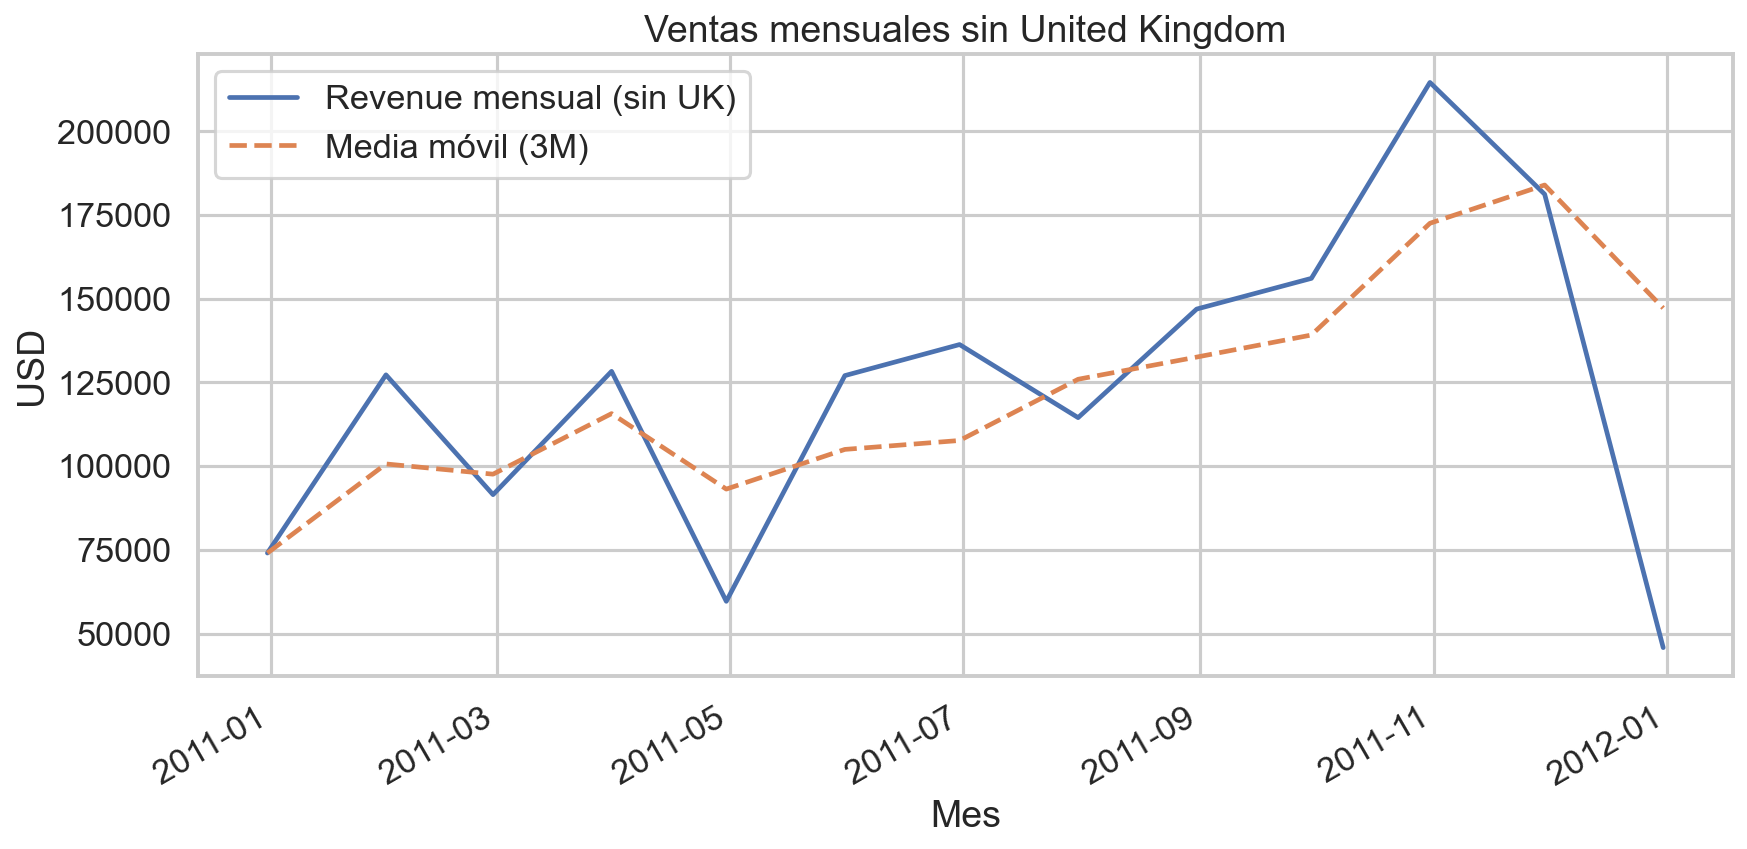 Ventas mensuales sin United Kingdom
Revenue mensual (sin UK)
Media móvil (3M)
200000
175000
150000
125000
100000
75000
50000
USD
2011-01
2011-03
2011-05
2011-07
2011-09
2011-11
2012-01
Mes